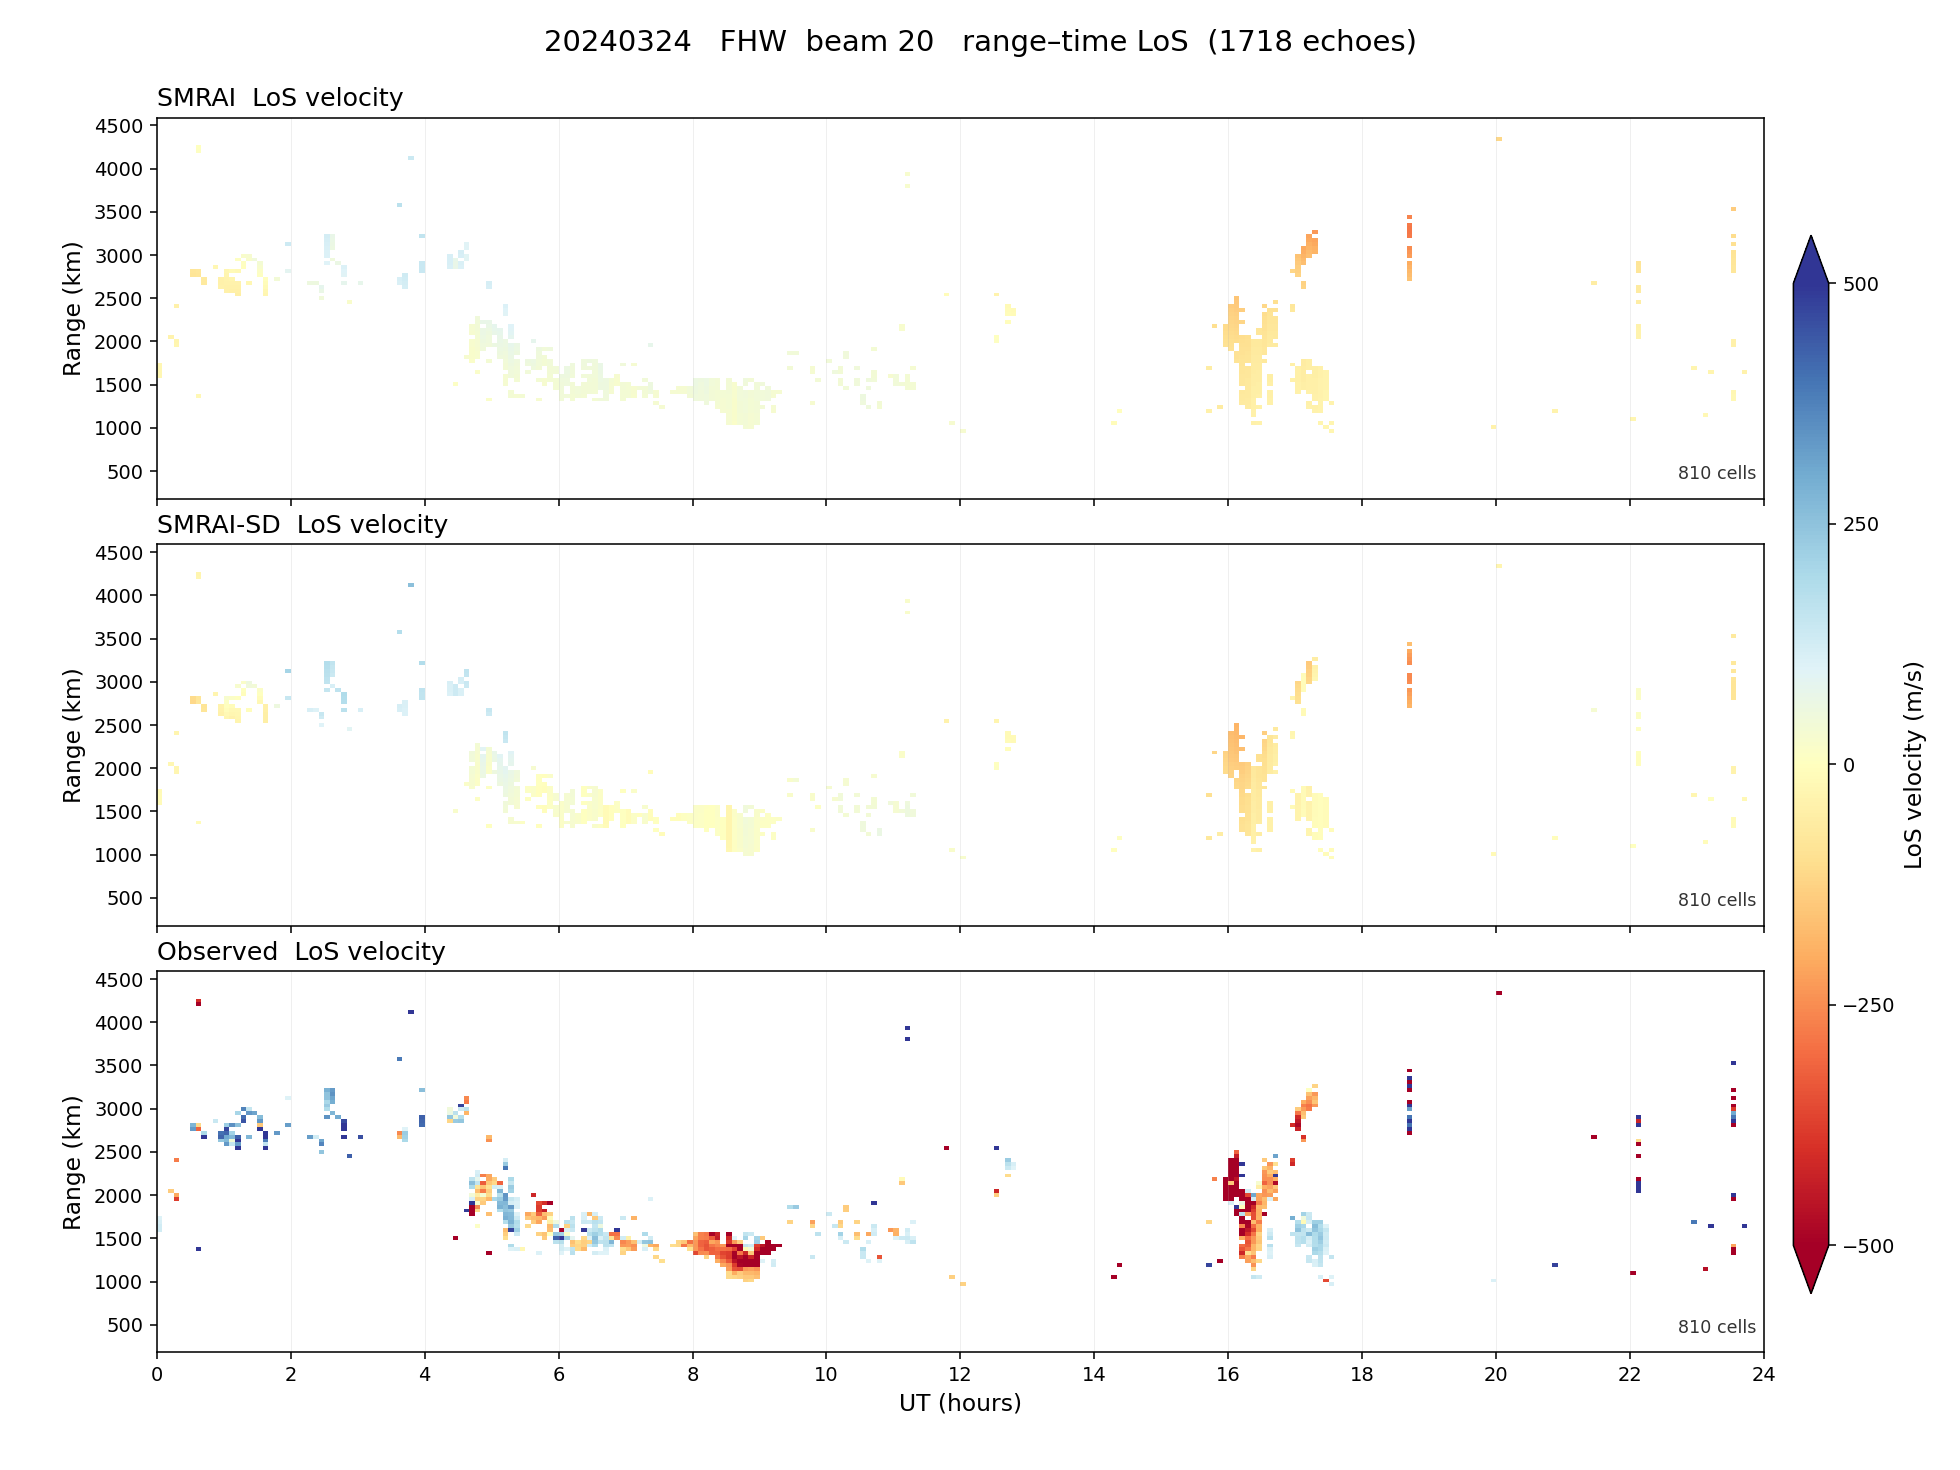 20240324 FHW beam 20 range–time LoS (1718 echoes)
SMRAI LoS velocity
4500
4000
3500
3000
2500
2000
1500
1000
500
Range (km)
810 cells
SMRAI-SD LoS velocity
4500
4000
3500
3000
2500
2000
1500
1000
500
Range (km)
810 cells
Observed LoS velocity
4500
4000
3500
3000
2500
2000
1500
1000
500
Range (km)
810 cells
0 2 4 6 8 10 12 14 16 18 20 22 24
UT (hours)
500
250
0
−250
−500
LoS velocity (m/s)